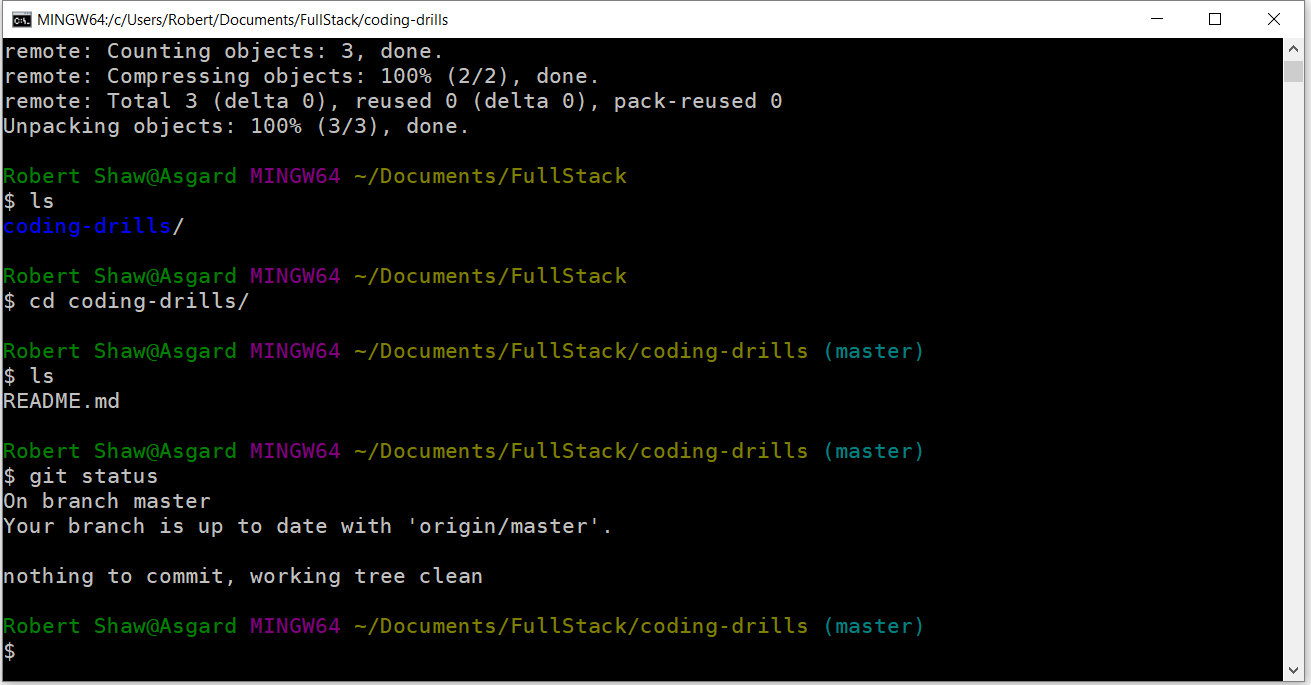 MINGW64:/c/Users/Robert/Documents/FullStack/coding-drills
remote: Counting objects: 3, done.
remote: Compressing objects: 100% (2/2), done.
remote: Total 3 (delta 0), reused 0 (delta 0), pack-reused 0
Unpacking objects: 100% (3/3), done.
Robert Shaw@Asgard MINGW64 ~/Documents/FullStack
$ ls
coding-drills/
Robert Shaw@Asgard MINGW64 ~/Documents/FullStack
$ cd coding-drills/
Robert Shaw@Asgard MINGW64 ~/Documents/FullStack/coding-drills (master)
$ ls
README.md
Robert Shaw@Asgard MINGW64 ~/Documents/FullStack/coding-drills (master)
$ git status
On branch master
Your branch is up to date with 'origin/master'.
nothing to commit, working tree clean
Robert Shaw@Asgard MINGW64 ~/Documents/FullStack/coding-drills (master)
$